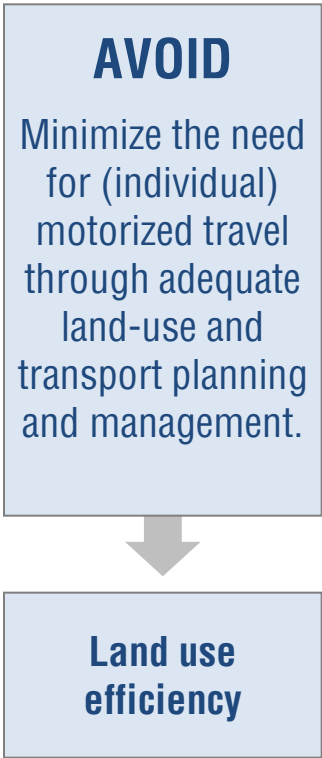 AVOID
Minimize the need
for (individual)
motorized travel
through adequate
land-use and
transport planning
and management.
Land use
efficiency